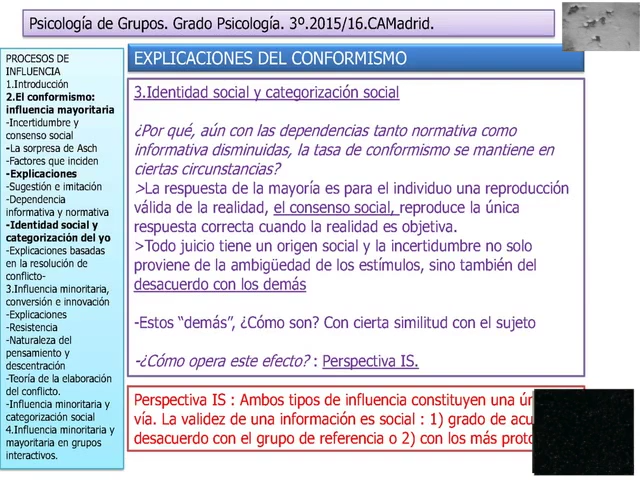 Psicología de Grupos. Grado Psicología. 3º.2015/16.CAMadrid.
PROCESOS DE
INFLUENCIA
1.Introducción
2.El conformismo:
influencia mayoritaria
-Incertidumbre y
consenso social
-La sorpresa de Asch
-Factores que inciden
-Explicaciones
-Sugestión e imitación
-Dependencia
informativa y normativa
-Identidad social y
categorización del yo
-Explicaciones basadas
en la resolución de
conflicto-
3.Influencia minoritaria,
conversión e innovación
-Explicaciones
-Resistencia
-Naturaleza del
pensamiento y
descentración
-Teoría de la elaboración
del conflicto.
-Influencia minoritaria y
categorización social
4.Influencia minoritaria y
mayoritaria en grupos
interactivos.
EXPLICACIONES DEL CONFORMISMO
3.Identidad social y categorización social
¿Por qué, aún con las dependencias tanto normativa como
informativa disminuidas, la tasa de conformismo se mantiene en
ciertas circunstancias?
>La respuesta de la mayoría es para el individuo una reproducción
válida de la realidad, el consenso social, reproduce la única
respuesta correcta cuando la realidad es objetiva.
>Todo juicio tiene un origen social y la incertidumbre no solo
proviene de la ambigüedad de los estímulos, sino también del
desacuerdo con los demás
-Estos “demás”, ¿Cómo son? Con cierta similitud con el sujeto
-¿Cómo opera este efecto? : Perspectiva IS.
Perspectiva IS : Ambos tipos de influencia constituyen una
vía. La validez de una información es social : 1) grado de
desacuerdo con el grupo de referencia o 2) con los más